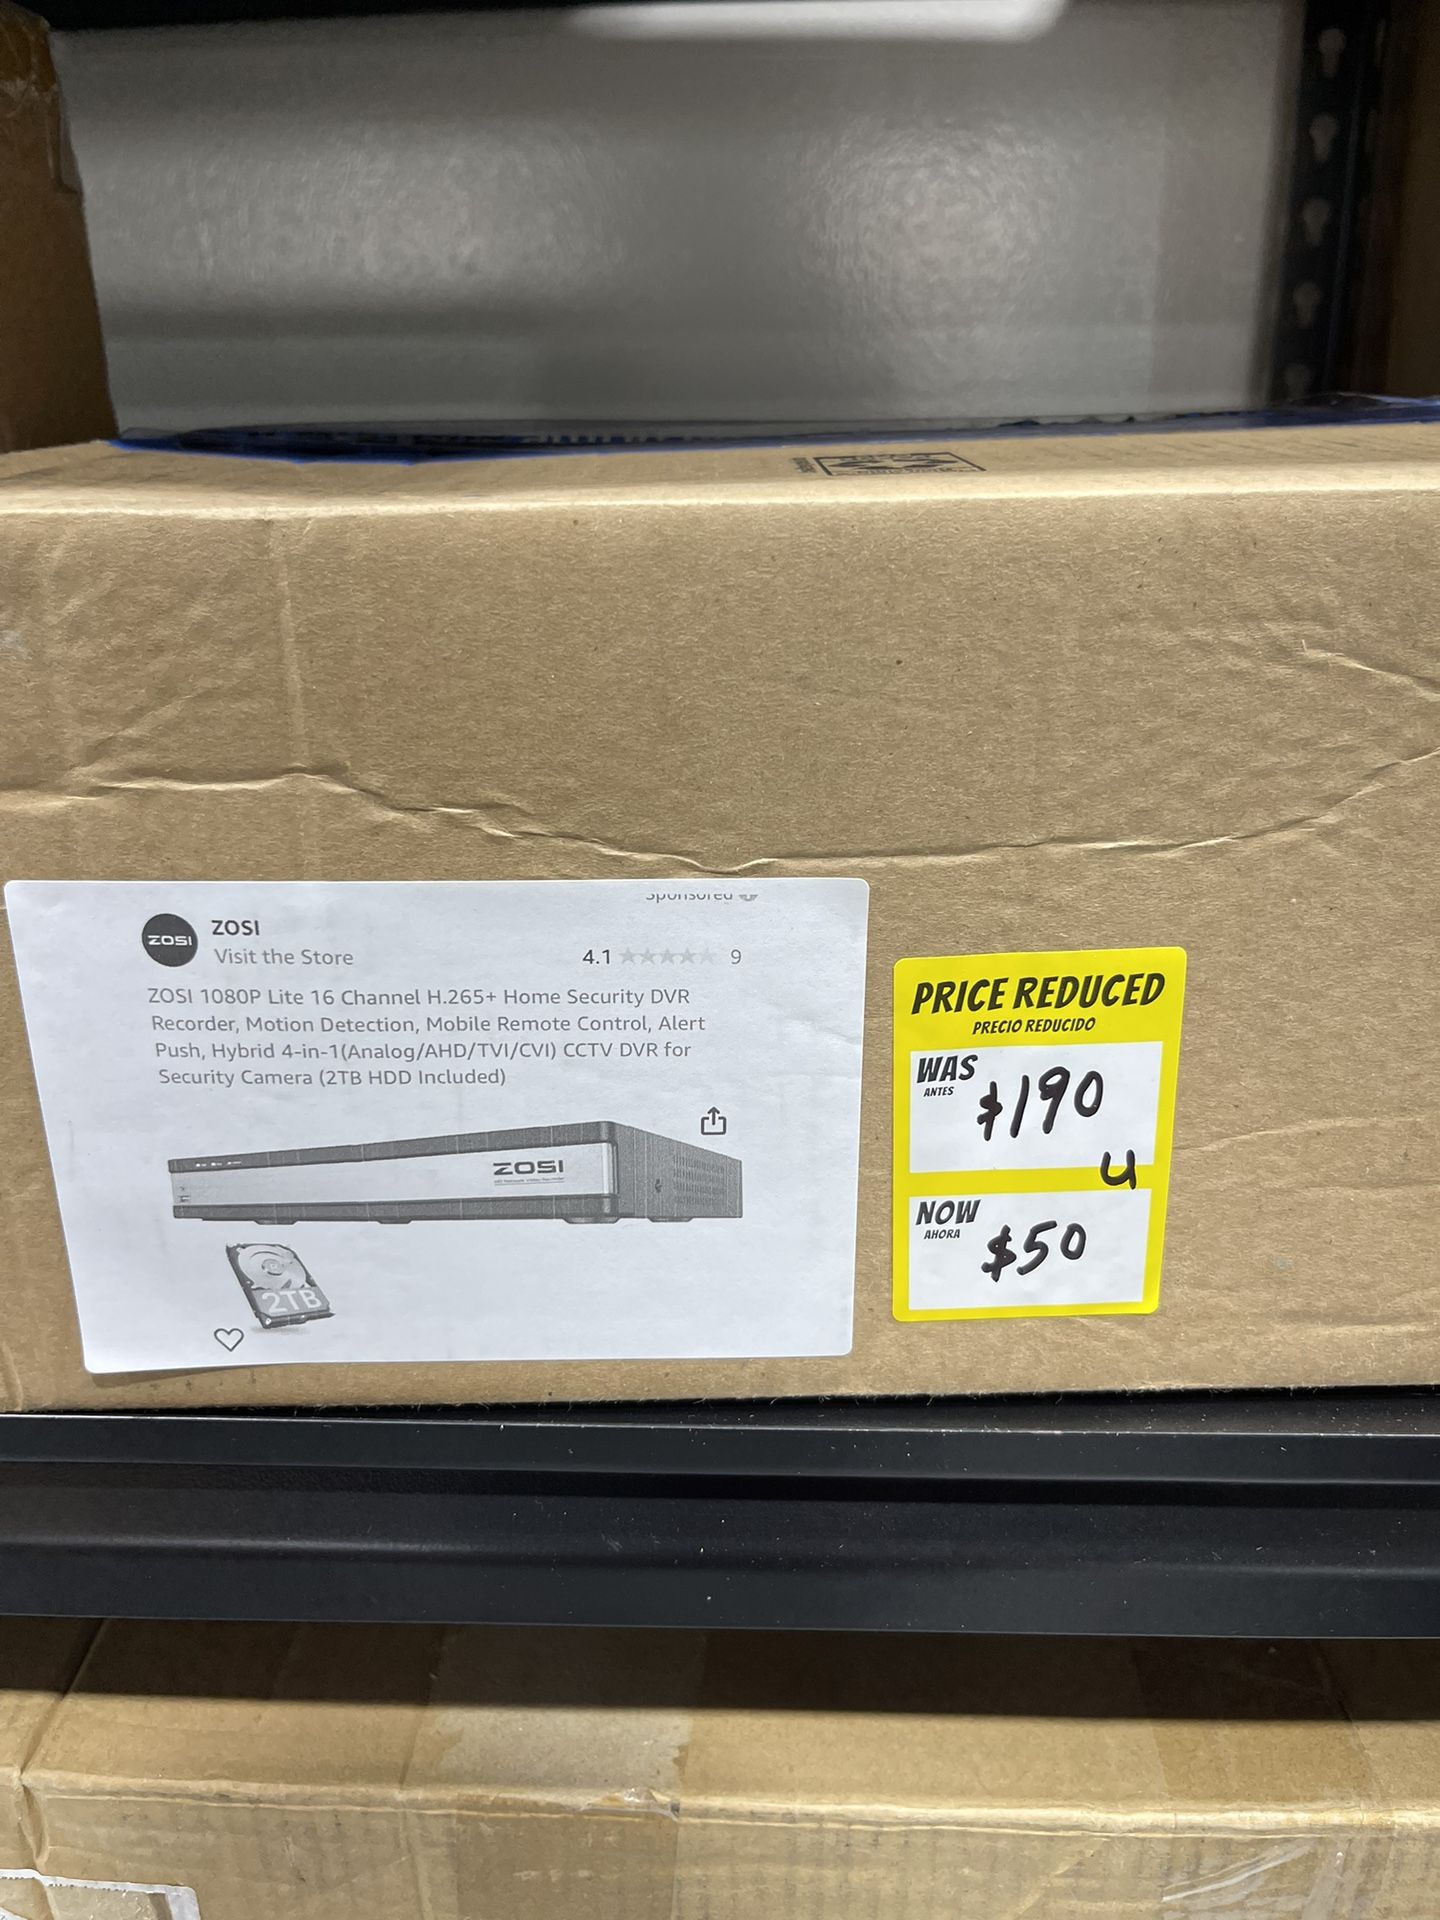 Sponsored
ZOSI
ZOSI
Visit the Store
4.1 9
ZOSI 1080P Lite 16 Channel H.265+ Home Security DVR
Recorder, Motion Detection, Mobile Remote Control, Alert
Push, Hybrid 4-in-1(Analog/AHD/TVI/CVI) CCTV DVR for
Security Camera (2TB HDD Included)
ZOSI
2TB
PRICE REDUCED
PRECIO REDUCIDO
WAS
ANTES
$190
u
NOW
AHORA
$50